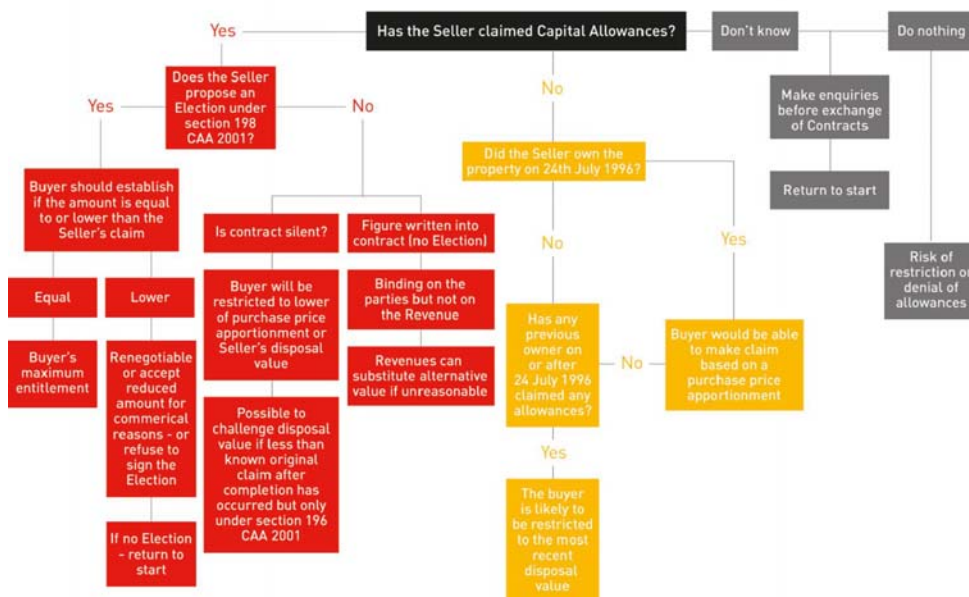 Has the Seller claimed Capital Allowances?
Yes
Don't know
Do nothing
Does the Seller
propose an
Election under
section 198
CAA 2001?
Yes
No
No
Make enquiries
before exchange
of Contracts
Did the Seller own the
property on 24th July 1996?
Return to start
Buyer should establish
if the amount is equal
to or lower than the
Seller's claim
Is contract silent?
Figure written into
contract (no Election)
No
Yes
Risk of
restriction or
denial of
allowances
Equal
Lower
Buyer will be
restricted to lower
of purchase price
apportionment or
Seller's disposal
value
Binding on the
parties but not on
the Revenue
Has any
previous
owner on
or after
24 July 1996
claimed any
allowances?
No
Buyer would be able
to make claim
based on a
purchase price
apportionment
Buyer's
maximum
entitlement
Renegotiable
or accept
reduced
amount for
commerical
reasons - or
refuse to
sign the
Election
Revenues can
substitute alternative
value if unreasonable
Possible to
challenge disposal
value if less than
known original
claim after
completion has
occurred but only
under section 196
CAA 2001
Yes
The buyer
is likely to
be restricted
to the most
recent
disposal
value
If no Election
- return to
start